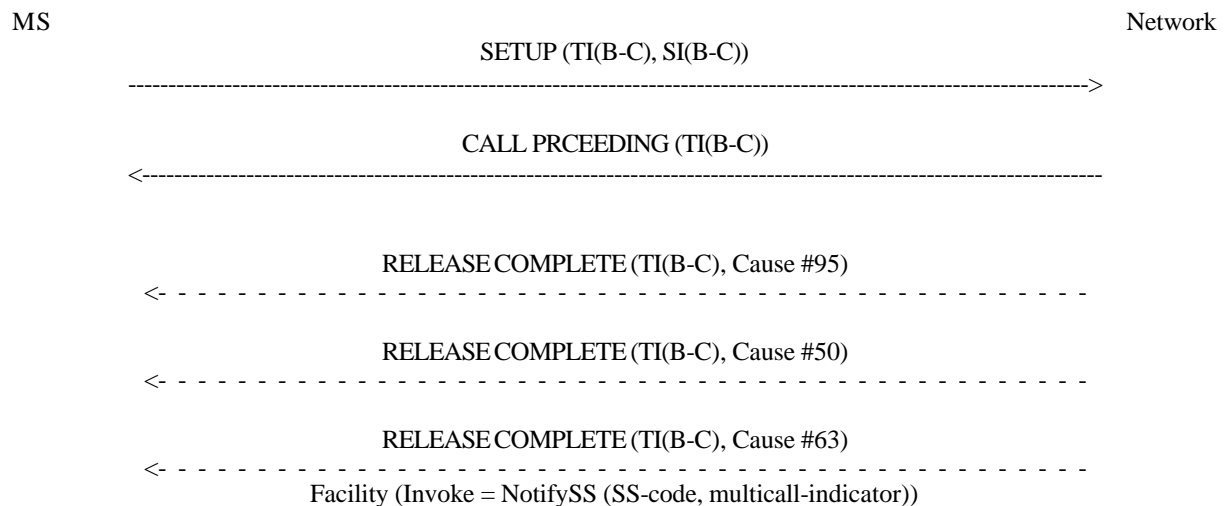 MS Network
SETUP (TI(B-C), SI(B-C))
----------------------------------------------------------------------------------------------------------------------->
CALL PRCEEDING (TI(B-C))
<-----------------------------------------------------------------------------------------------------------------------
RELEASE COMPLETE (TI(B-C), Cause #95)
<- - - - - - - - - - - - - - - - - - - - - - - - - - - - - - - - - - - - - - - - - - - - - - -
RELEASE COMPLETE (TI(B-C), Cause #50)
<- - - - - - - - - - - - - - - - - - - - - - - - - - - - - - - - - - - - - - - - - - - - - - -
RELEASE COMPLETE (TI(B-C), Cause #63)
<- - - - - - - - - - - - - - - - - - - - - - - - - - - - - - - - - - - - - - - - - - - - - - -
Facility (Invoke = NotifySS (SS-code, multicall-indicator))